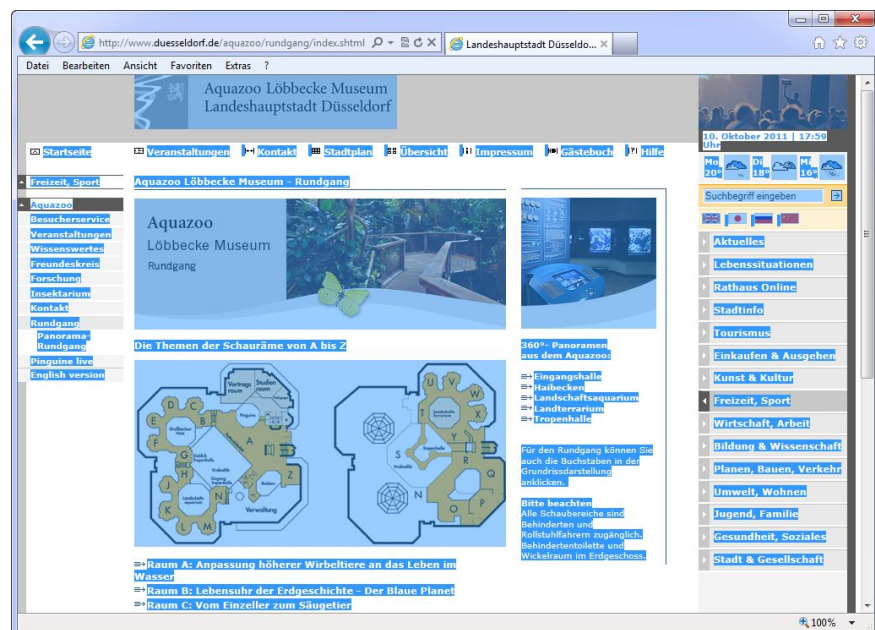 http://www.duesseldorf.de/aquazoo/rundgang/index.shtml
Landeshauptstadt Düsseldo...
Datei Bearbeiten Ansicht Favoriten Extras ?
Aquazoo Löbbecke Museum
Landeshauptstadt Düsseldorf
10. Oktober 2011 | 17:59
Uhr
Startseite Veranstaltungen Kontakt Stadtplan Übersicht Impressum Gästebuch Hilfe
Mo Di Mi
20° 18° 16°
Suchbegriff eingeben
Freizeit, Sport
Aquazoo
Besucherservice
Veranstaltungen
Wissenswertes
Freundeskreis
Forschung
Insektarium
Kontakt
Rundgang
Panorama-
Rundgang
Pinguine live
English version
Aquazoo Löbbecke Museum - Rundgang
Aquazoo
Löbbecke Museum
Rundgang
Die Themen der Schauräme von A bis Z
Vortrags raum
Studien raum
Pinguine
Tropenhalle
Krokodile
Verwaltung
A
B
C
D
E
F
G
H
J
K
L
M
N
Z
N
O
P
Q
R
S
T
U
V
W
X
Y
Raum A: Anpassung höherer Wirbeltiere an das Leben im
Wasser
Raum B: Lebensuhr der Erdgeschichte - Der Blaue Planet
Raum C: Vom Einzeller zum Säugetier
360°- Panoramen
aus dem Aquazoo:
Eingangshalle
Haibecken
Landschaftsaquarium
Landterrarium
Tropenhalle
Für den Rundgang können Sie
auch die Buchstaben in der
Grundrissdarstellung
anklicken.
Bitte beachten
Alle Schaubereiche sind
Behinderten und
Rollstuhlfahrern zugänglich.
Behindertentoilette und
Wickelraum im Erdgeschoss.
Aktuelles
Lebenssituationen
Rathaus Online
Stadtinfo
Tourismus
Einkaufen & Ausgehen
Kunst & Kultur
Freizeit, Sport
Wirtschaft, Arbeit
Bildung & Wissenschaft
Planen, Bauen, Verkehr
Umwelt, Wohnen
Jugend, Familie
Gesundheit, Soziales
Stadt & Gesellschaft
100%